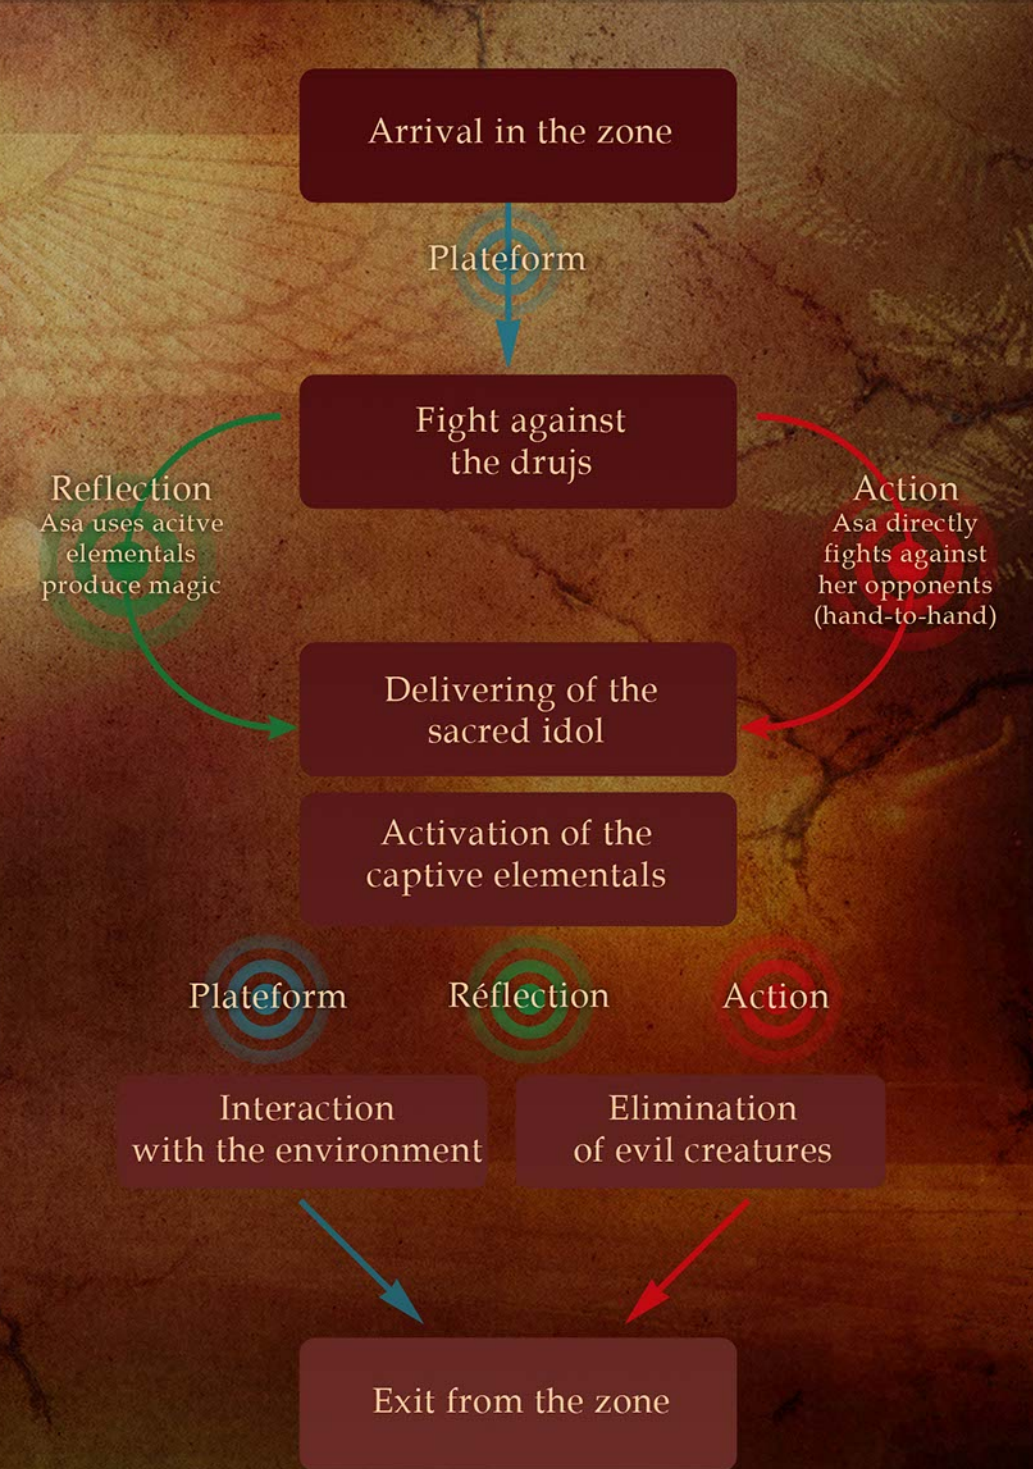 Arrival in the zone
Plateform
Fight against
the drujs
Reflection
Asa uses acitve
elementals
produce magic
Action
Asa directly
fights against
her opponents
(hand-to-hand)
Delivering of the
sacred idol
Activation of the
captive elementals
Plateform
Réflection
Action
Interaction
with the environment
Elimination
of evil creatures
Exit from the zone